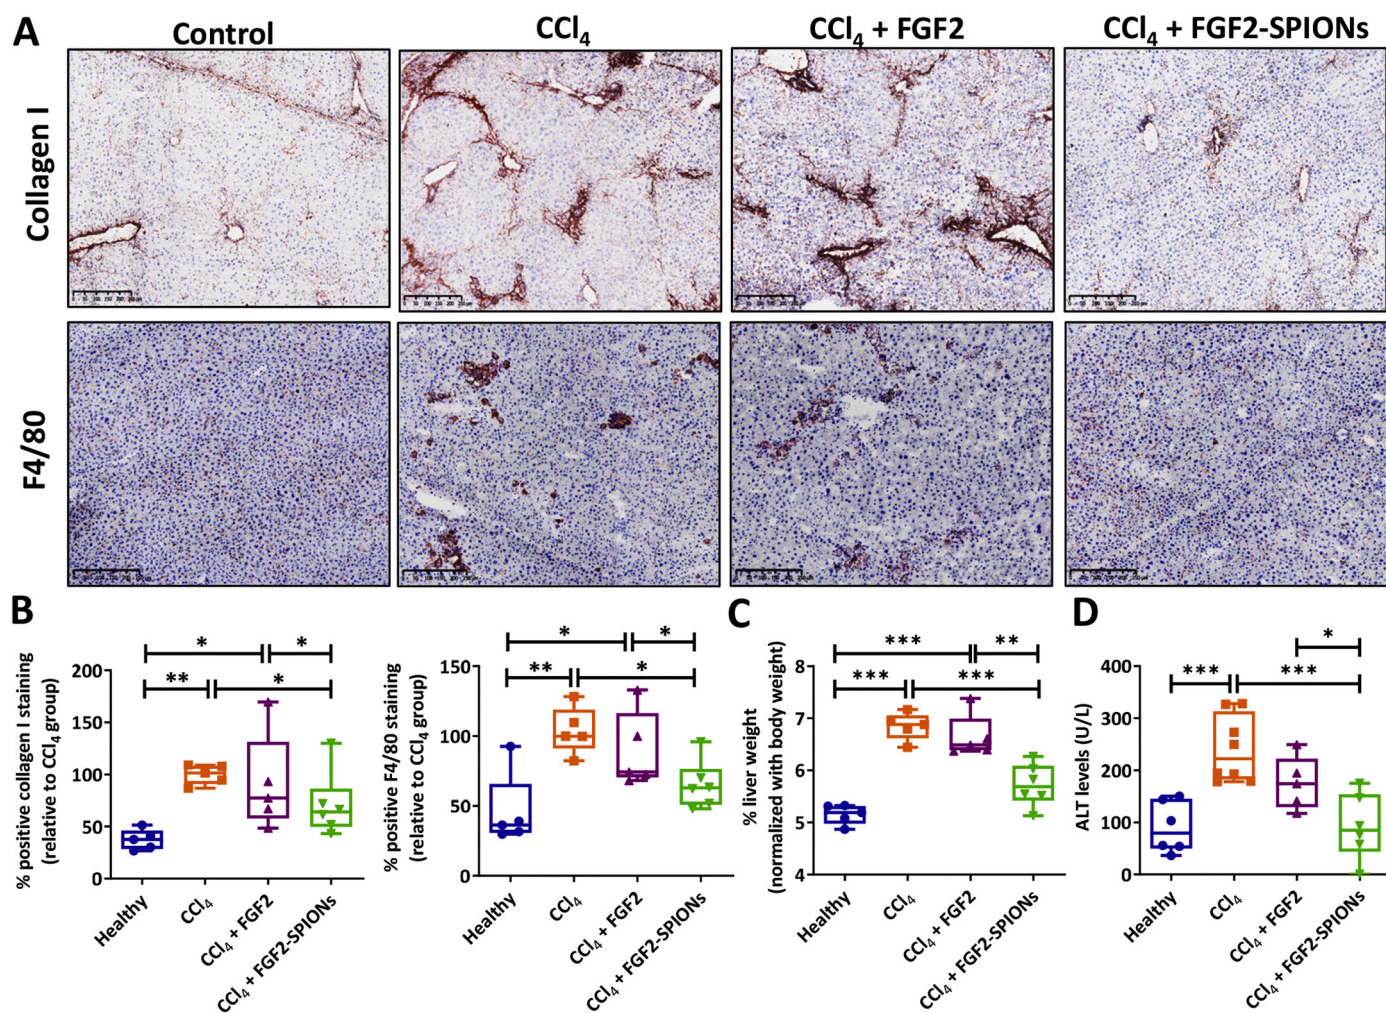 A
Control
CCl4
CCl4 + FGF2
CCl4 + FGF2-SPIONs
Collagen I
F4/80
B
% positive collagen I staining
(relative to CCl4 group)
200
150
100
50
0
*
*
**
*
Healthy
CCl4
CCl4 + FGF2
CCl4 + FGF2-SPIONs
% positive F4/80 staining
(relative to CCl4 group)
150
100
50
0
*
*
**
*
Healthy
CCl4
CCl4 + FGF2
CCl4 + FGF2-SPIONs
C
% liver weight
(normalized with body weight)
8
7
6
5
4
***
**
***
***
Healthy
CCl4
CCl4 + FGF2
CCl4 + FGF2-SPIONs
D
ALT levels (U/L)
400
300
200
100
0
*
***
***
Healthy
CCl4
CCl4 + FGF2
CCl4 + FGF2-SPIONs